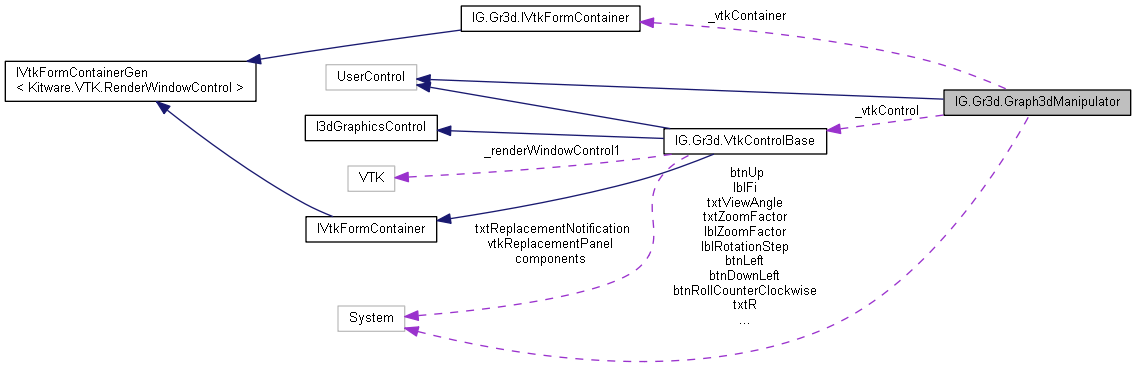 IG.Gr3d.IVtkFormContainer
_vtkContainer
IVtkFormContainerGen
< Kitware.VTK.RenderWindowControl >
UserControl
IG.Gr3d.Graph3dManipulator
_vtkControl
I3dGraphicsControl
IG.Gr3d.VtkControlBase
_renderWindowControl1
VTK
btnUp
lblFi
txtViewAngle
txtZoomFactor
lblZoomFactor
lblRotationStep
btnLeft
btnDownLeft
btnRollCounterClockwise
txtR
...
IVtkFormContainer
txtReplacementNotification
vtkReplacementPanel
components
System